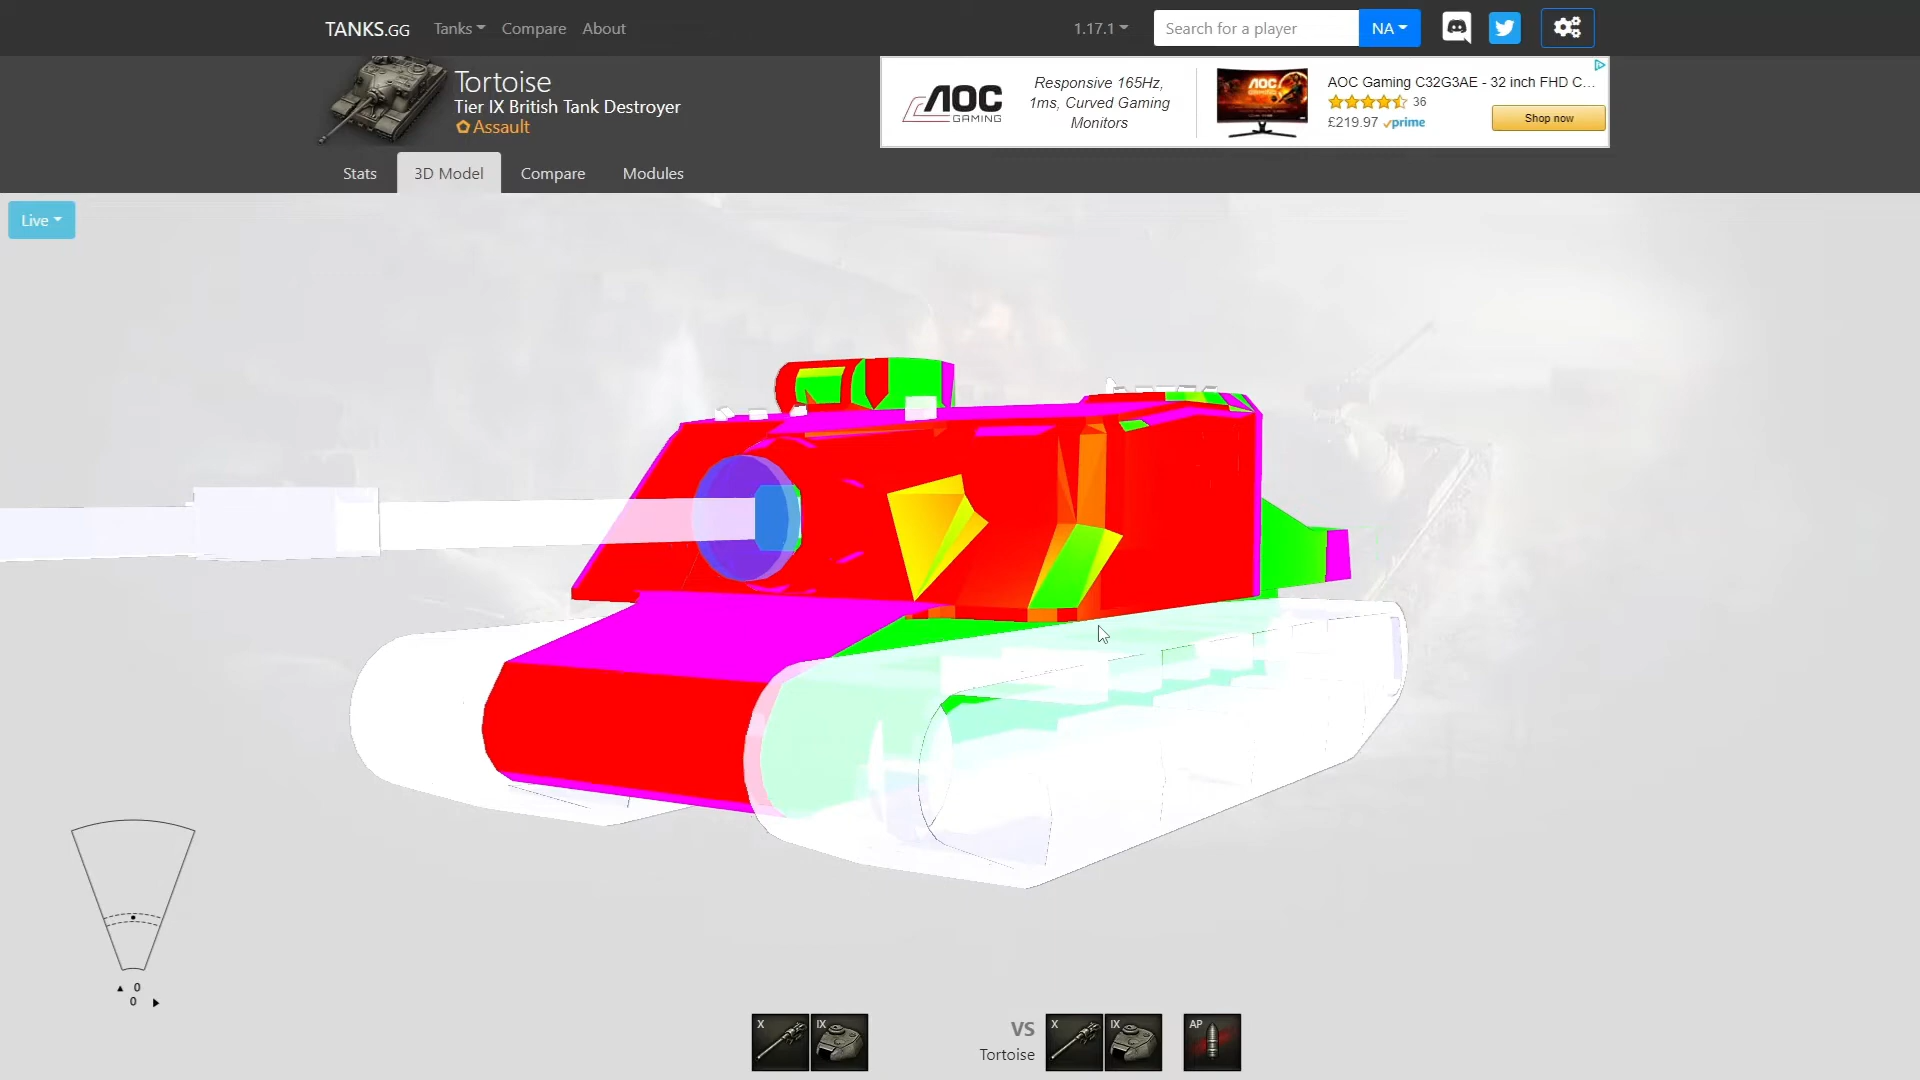 TANKS.GG Tanks Compare About 1.17.1 Search for a player NA
Tortoise
Tier IX British Tank Destroyer
Assault
AOC
GAMING
Responsive 165Hz,
1ms, Curved Gaming
Monitors
AOC
GAMING
AOC Gaming C32G3AE - 32 inch FHD C...
36
£219.97 prime
Shop now
Stats 3D Model Compare Modules
Live
0
0
X IX
VS
Tortoise
X IX AP